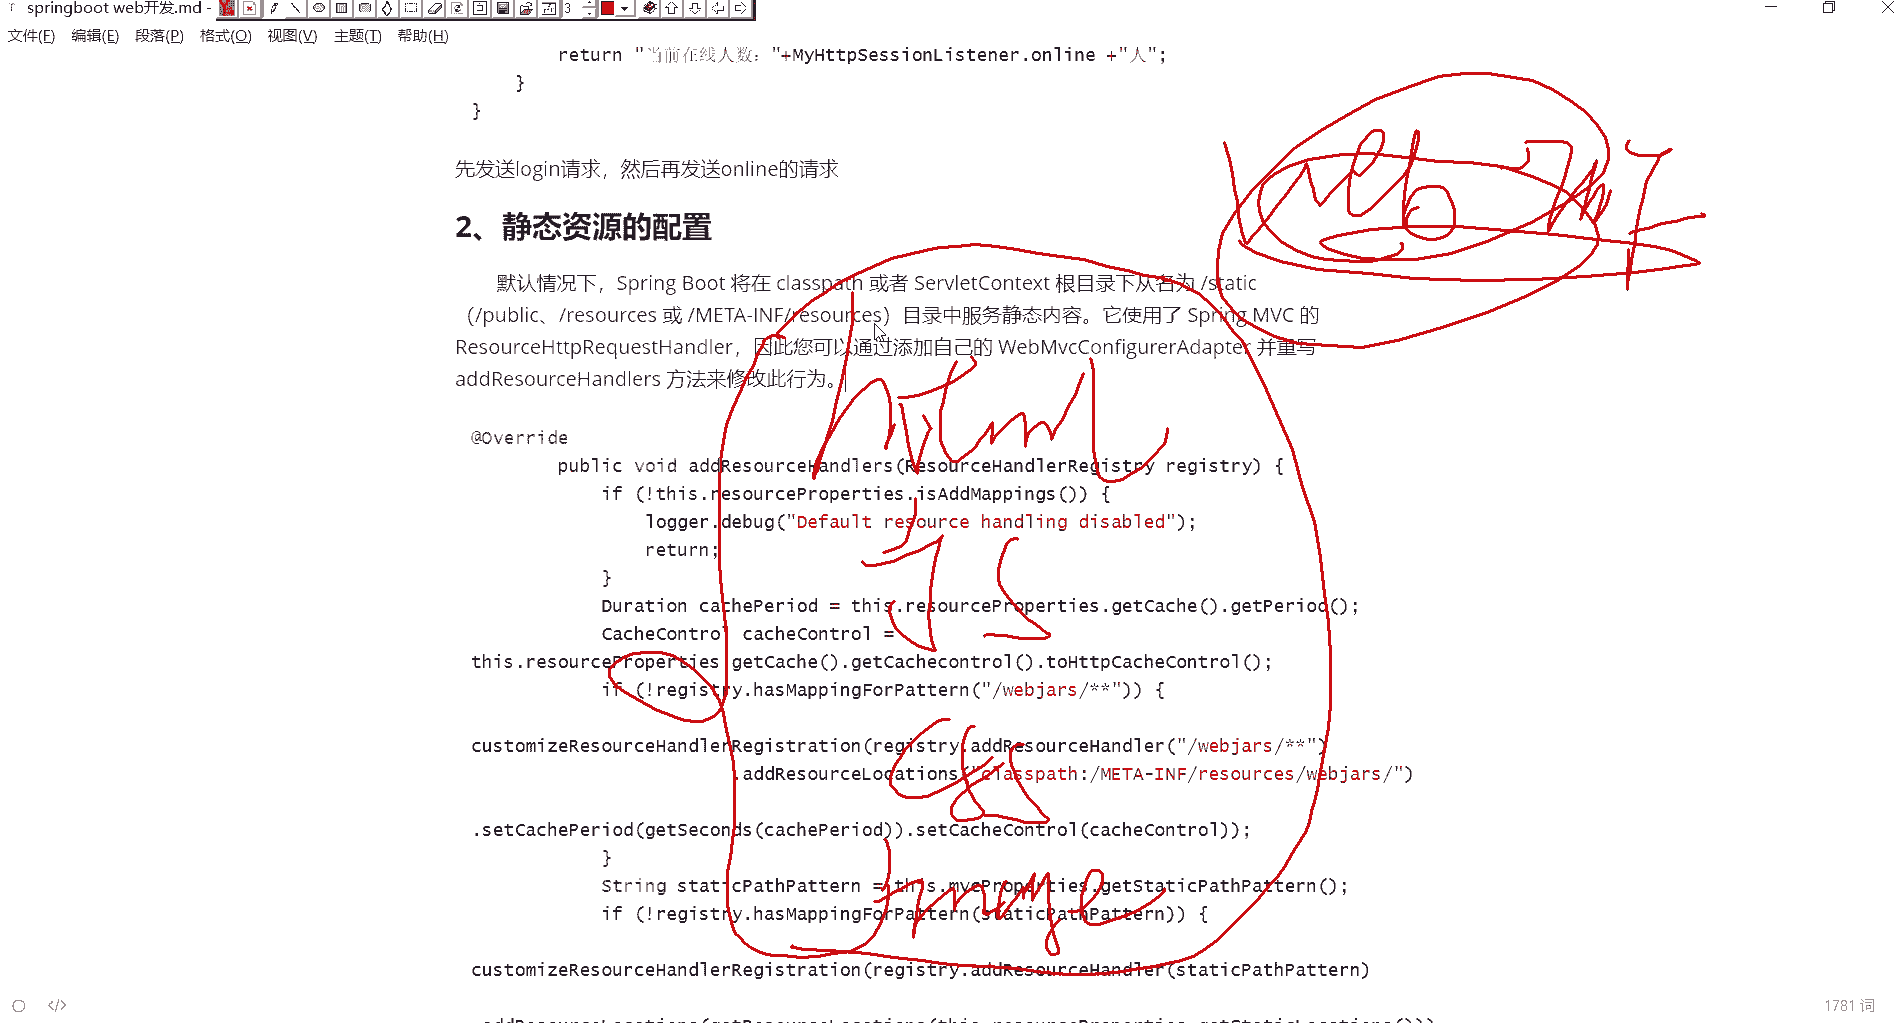 springboot web开发.md -
3
文件(F) 编辑(E) 段落(P) 格式(O) 视图(V) 主题(T) 帮助(H)
return "当前在线人数："+MyHttpSessionListener.online +"人";
}
}
先发送login请求，然后再发送online的请求
2、静态资源的配置
默认情况下，Spring Boot 将在 classpath 或者 ServletContext 根目录下从名为 /static
（/public、/resources 或 /META-INF/resources）目录中服务静态内容。它使用了 Spring MVC 的
ResourceHttpRequestHandler，因此您可以通过添加自己的 WebMvcConfigurerAdapter 并重写
addResourceHandlers 方法来修改此行为。
html
@Override
public void addResourceHandlers(ResourceHandlerRegistry registry) {
if (!this.resourceProperties.isAddMappings()) {
logger.debug("Default resource handling disabled");
return;
JS
}
Duration cachePeriod = this.resourceProperties.getCache().getPeriod();
CacheControl cacheControl =
this.resourceProperties.getCache().getCachecontrol().toHttpCacheControl();
if (!registry.hasMappingForPattern("/webjars/**")) {
customizeResourceHandlerRegistration(registry.addResourceHandler("/webjars/**")
.addResourceLocations("classpath:/META-INF/resources/webjars/")
css
.setCachePeriod(getSeconds(cachePeriod)).setCacheControl(cacheControl));
}
String staticPathPattern = this.mvcProperties.getStaticPathPattern();
image
if (!registry.hasMappingForPattern(staticPathPattern)) {
customizeResourceHandlerRegistration(registry.addResourceHandler(staticPathPattern)
.addResourceLocations(getResourceLocations(this.resourceProperties.getStaticLocations()))
1781 词